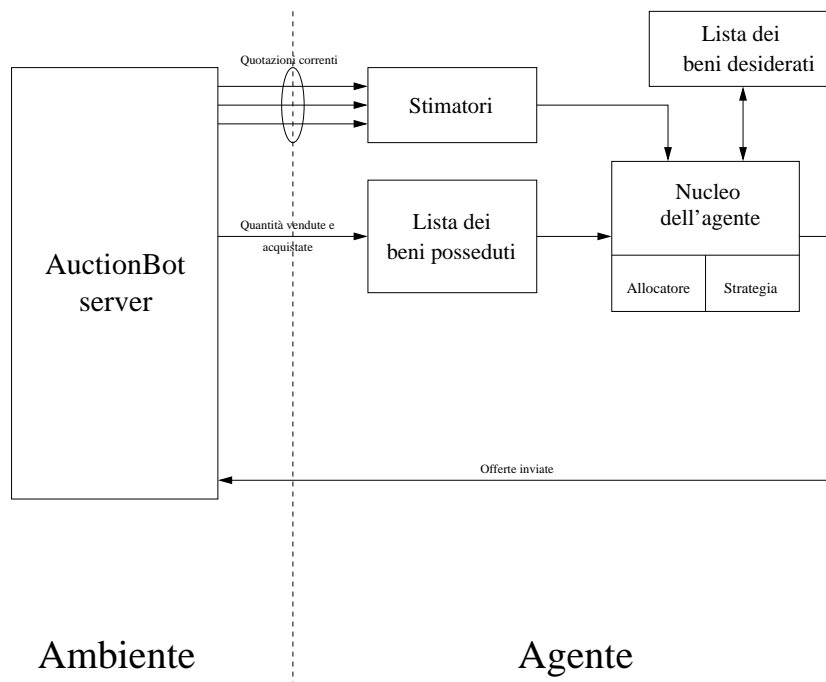 Quotazioni correnti
Lista dei
beni desiderati
Stimatori
Nucleo
dell'agente
Quantità vendute e
acquistate
Lista dei
beni posseduti
AuctionBot
server
Allocatore
Strategia
Offerte inviate
Ambiente
Agente